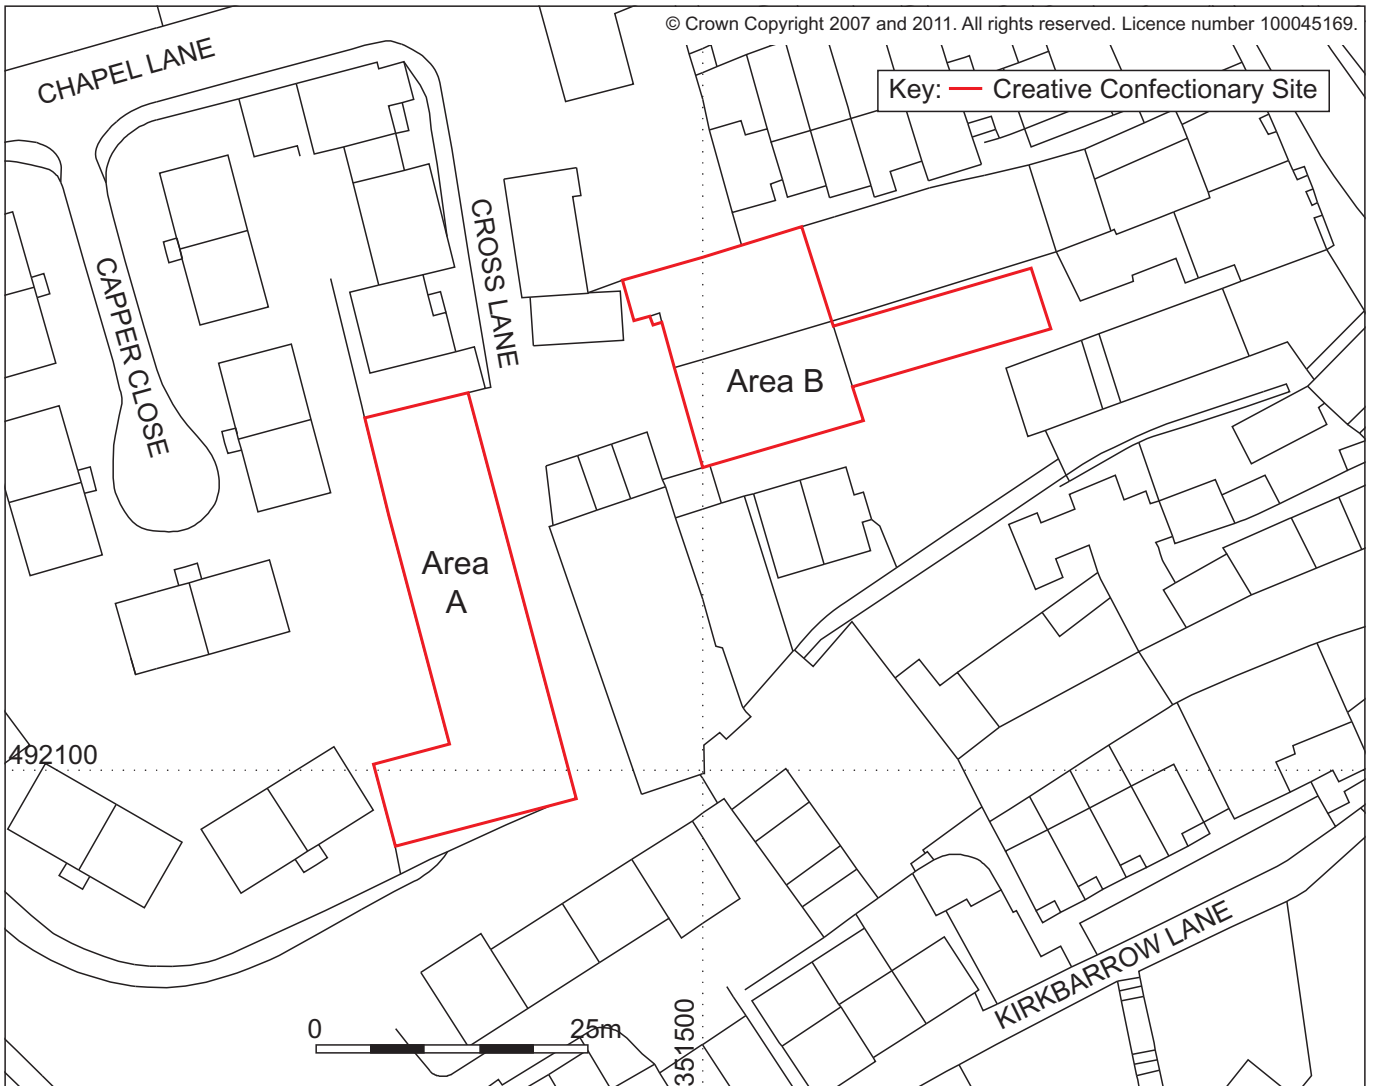 © Crown Copyright 2007 and 2011. All rights reserved. Licence number 100045169.
CHAPEL LANE
Key: Creative Confectionary Site
CROSS LANE
CAPPER CLOSE
Area B
Area
A
492100
KIRKBARROW LANE
0 25m
351500